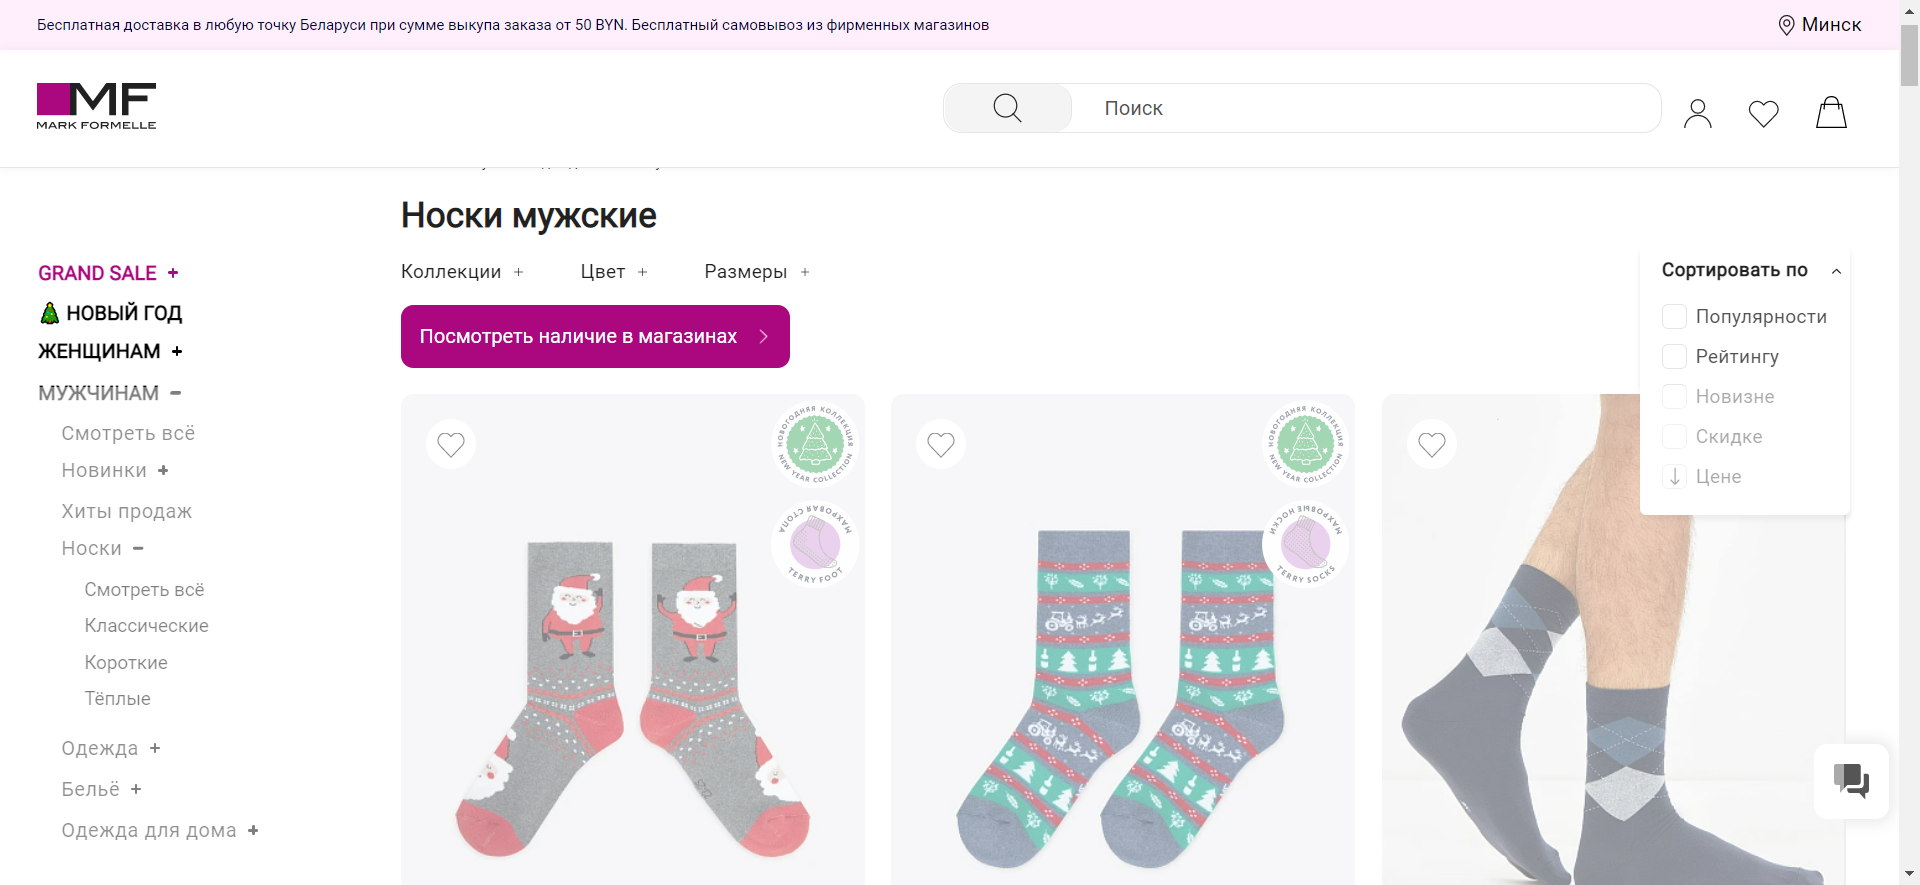 Бесплатная доставка в любую точку Беларуси при сумме выкупа заказа от 50 BYN. Бесплатный самовывоз из фирменных магазинов
Минск
MF
MARK FORMELLE
Поиск
Носки мужские
Коллекции +
Цвет +
Размеры +
Сортировать по
Популярности
Рейтингу
Новизне
Скидке
Цене
Посмотреть наличие в магазинах
GRAND SALE +
НОВЫЙ ГОД
ЖЕНЩИНАМ +
МУЖЧИНАМ −
Смотреть всё
Новинки +
Хиты продаж
Носки −
Смотреть всё
Классические
Короткие
Тёплые
Одежда +
Бельё +
Одежда для дома +
НОВОГОДНЯЯ КОЛЛЕКЦИЯ
NEW YEAR COLLECTION
МАХРОВАЯ СТОПА
TERRY FOOT
НОВОГОДНЯЯ КОЛЛЕКЦИЯ
NEW YEAR COLLECTION
МАХРОВЫЕ НОСКИ
TERRY SOCKS